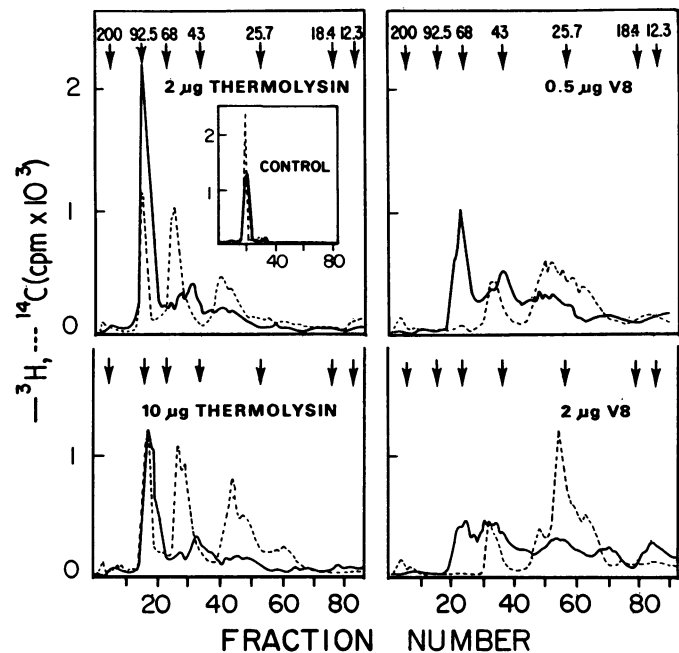 200 92.5 68 43 25.7 18.4 12.3
2 µg THERMOLYSIN
2
1
CONTROL
40 80
2
1
0
200 92.5 68 43 25.7 18.4 12.3
0.5 µg V8
10 µg THERMOLYSIN
1
0
20 40 60 80
2 µg V8
20 40 60 80
— ³H, --- ¹⁴C (cpm x 10³)
FRACTION NUMBER